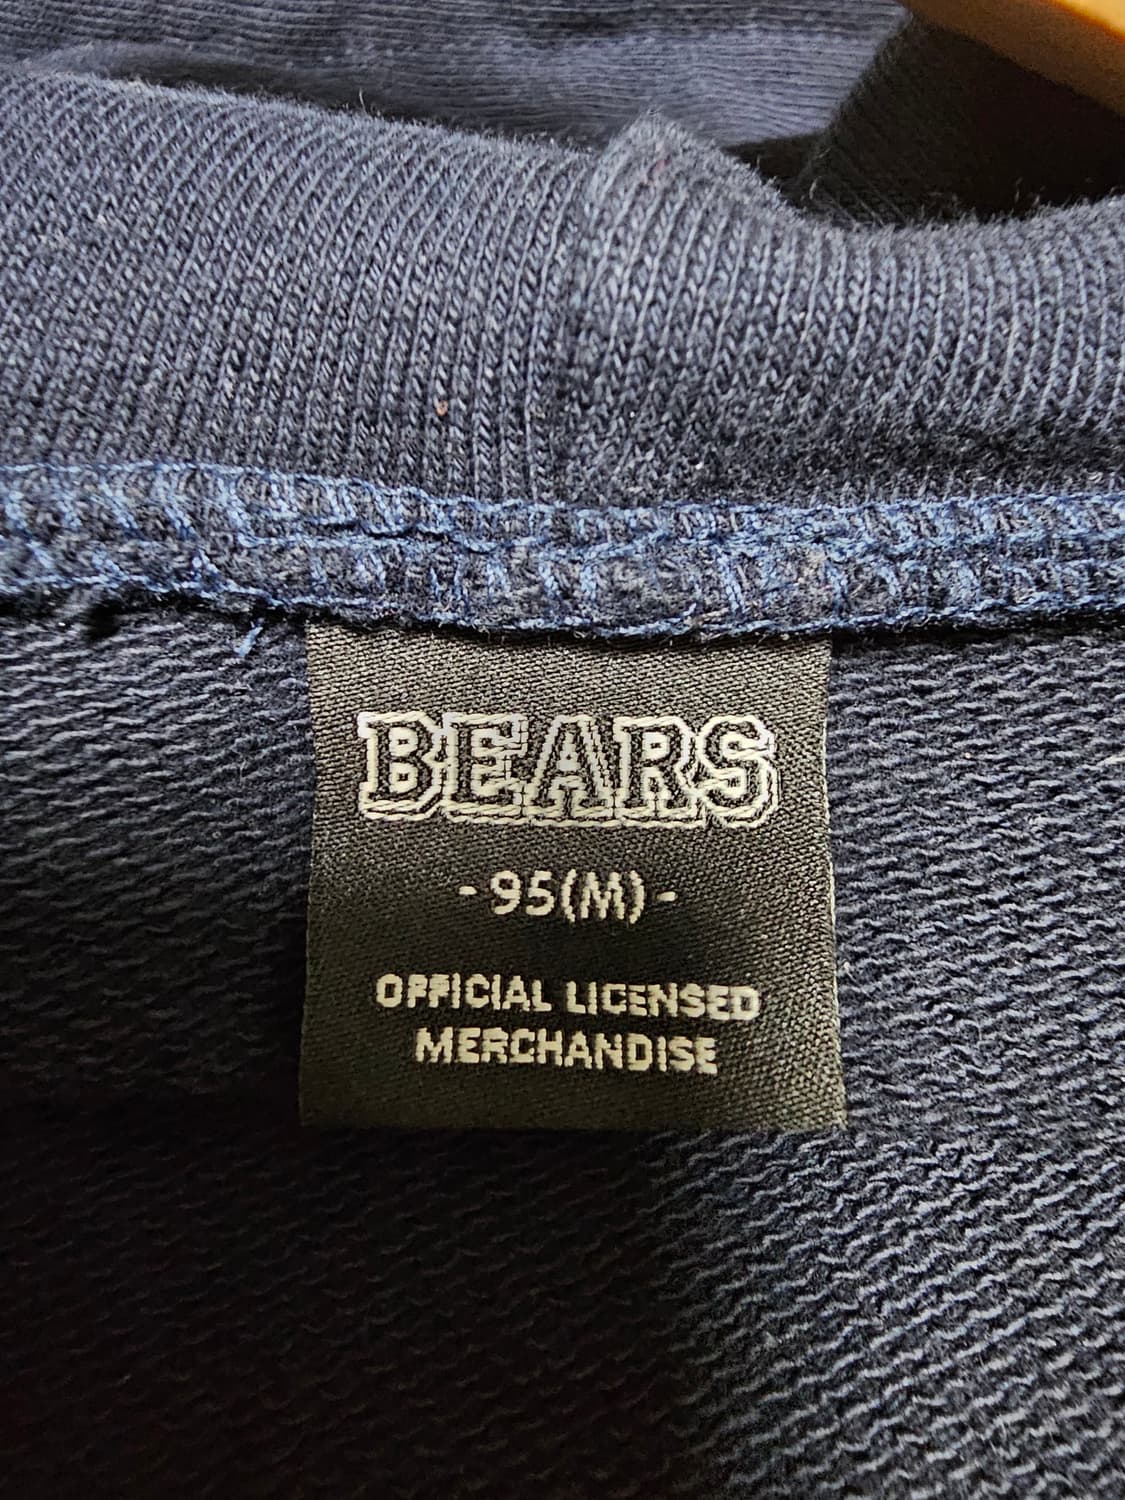 BEARS
- 95(M) -
OFFICIAL LICENSED
MERCHANDISE